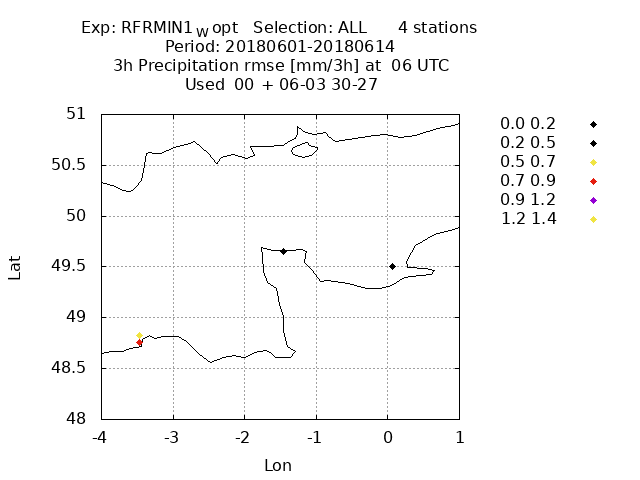 Exp: RFRMIN1wopt Selection: ALL 4 stations
Period: 20180601-20180614
3h Precipitation rmse [mm/3h] at 06 UTC
Used 00 + 06-03 30-27
51
50.5
50
49.5
49
48.5
48
Lat
-4 -3 -2 -1 0 1
Lon
0.0 0.2
0.2 0.5
0.5 0.7
0.7 0.9
0.9 1.2
1.2 1.4